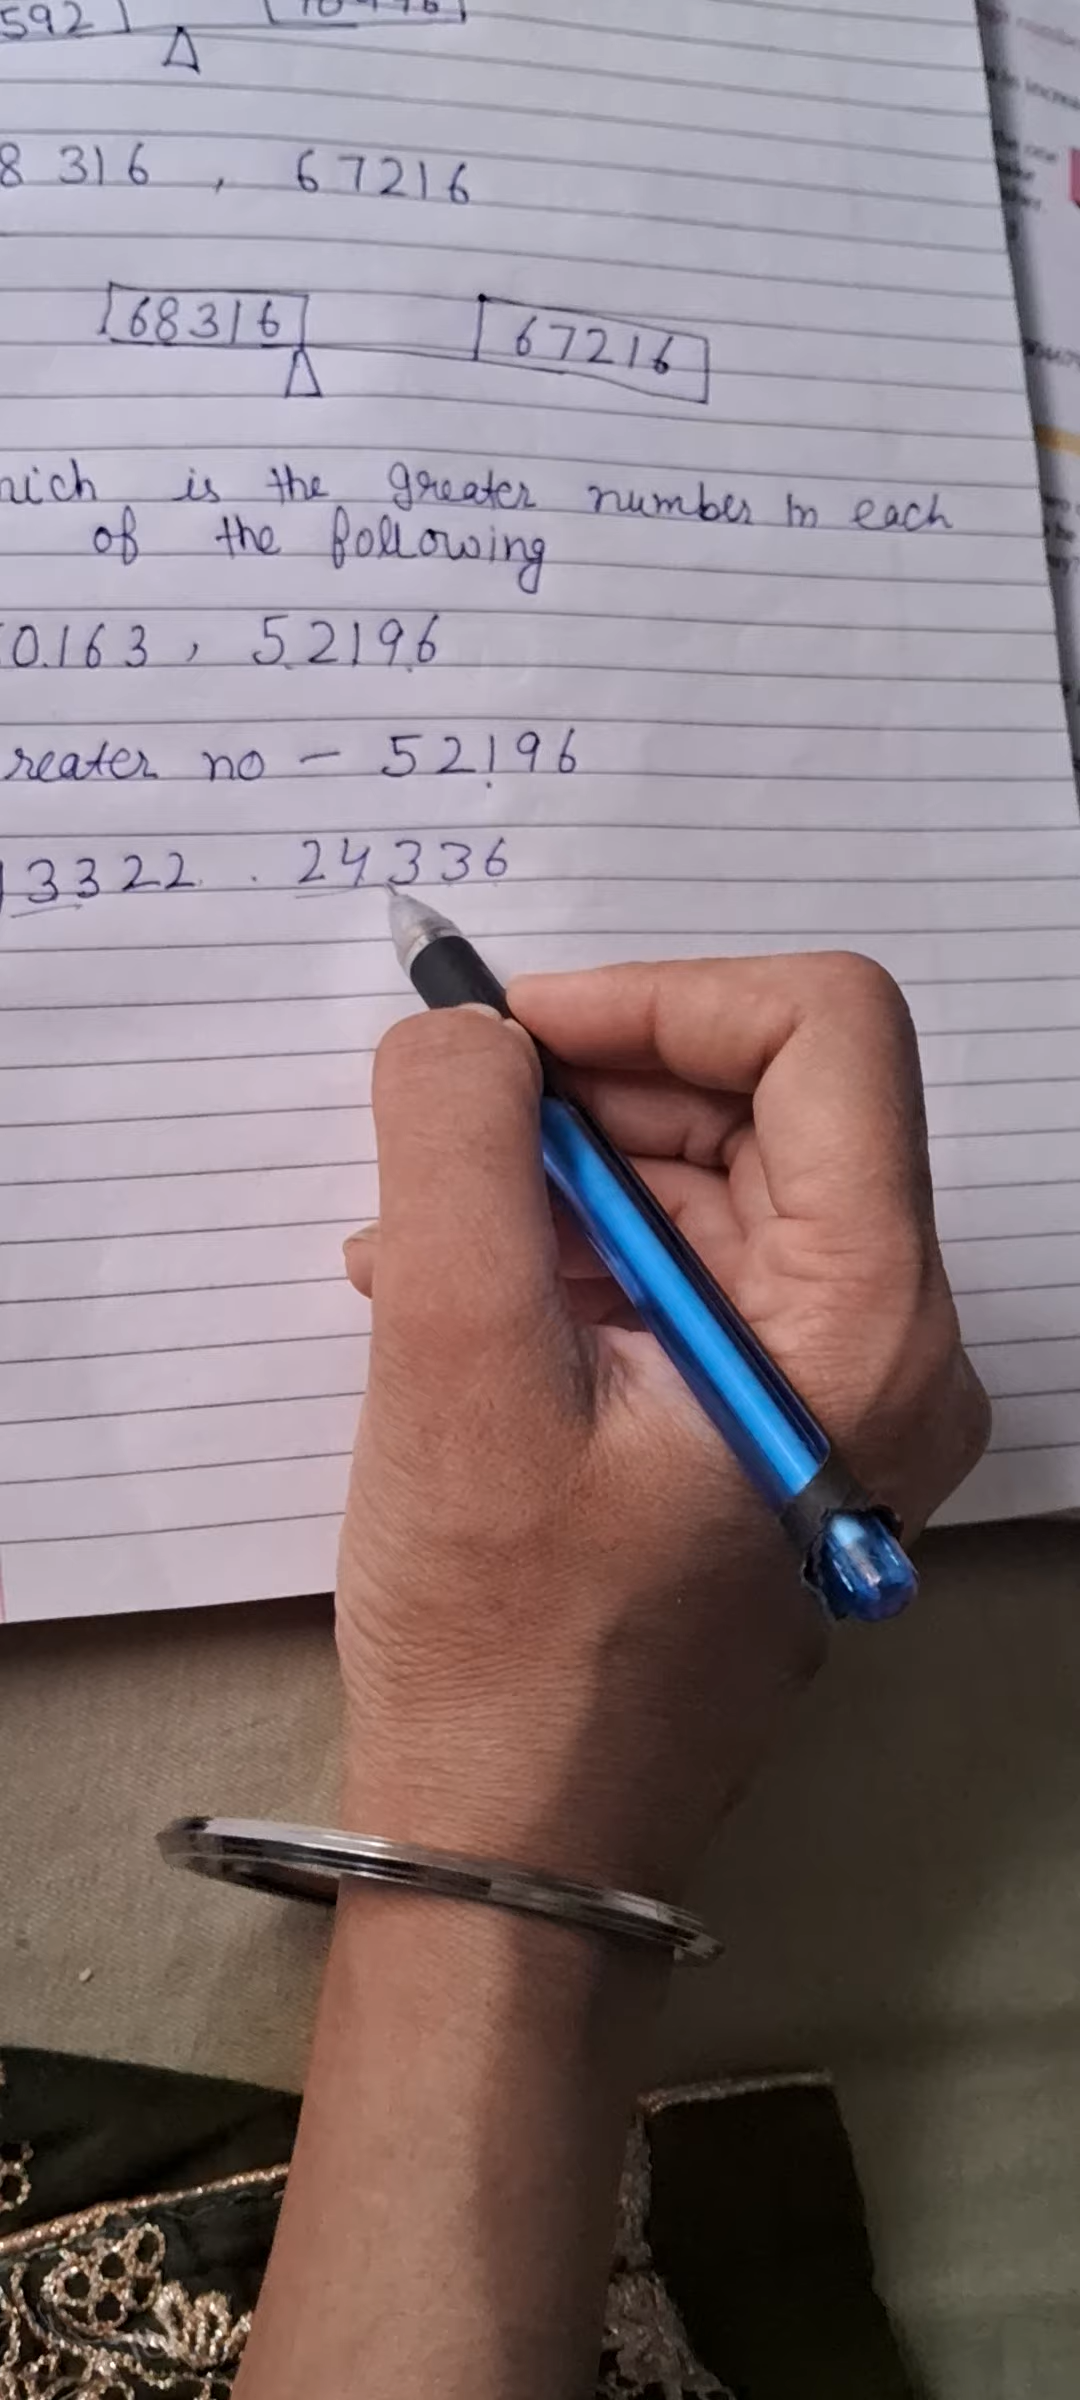 592
8 316 , 67216
68316 67216
hich is the greater number in each
of the following
0.163 , 52196
reater no - 52196
3322 . 24336